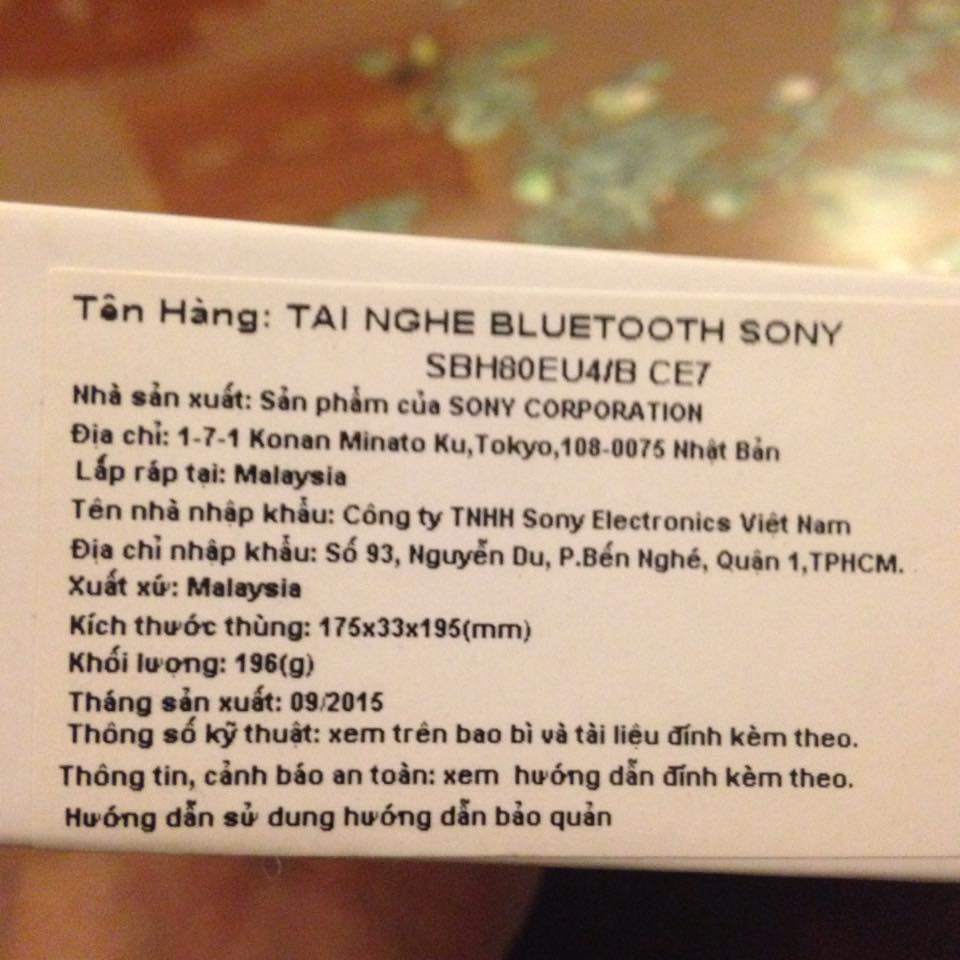 Tên Hàng: TAI NGHE BLUETOOTH SONY
SBH80EU4/B CE7
Nhà sản xuất: Sản phẩm của SONY CORPORATION
Địa chỉ: 1-7-1 Konan Minato Ku,Tokyo,108-0075 Nhật Bản
Lắp ráp tại: Malaysia
Tên nhà nhập khẩu: Công ty TNHH Sony Electronics Việt Nam
Địa chỉ nhập khẩu: Số 93, Nguyễn Du, P.Bến Nghé, Quận 1,TPHCM.
Xuất xứ: Malaysia
Kích thước thùng: 175x33x195(mm)
Khối lượng: 196(g)
Tháng sản xuất: 09/2015
Thông số kỹ thuật: xem trên bao bì và tài liệu đính kèm theo.
Thông tin, cảnh báo an toàn: xem hướng dẫn đính kèm theo.
Hướng dẫn sử dung hướng dẫn bảo quản